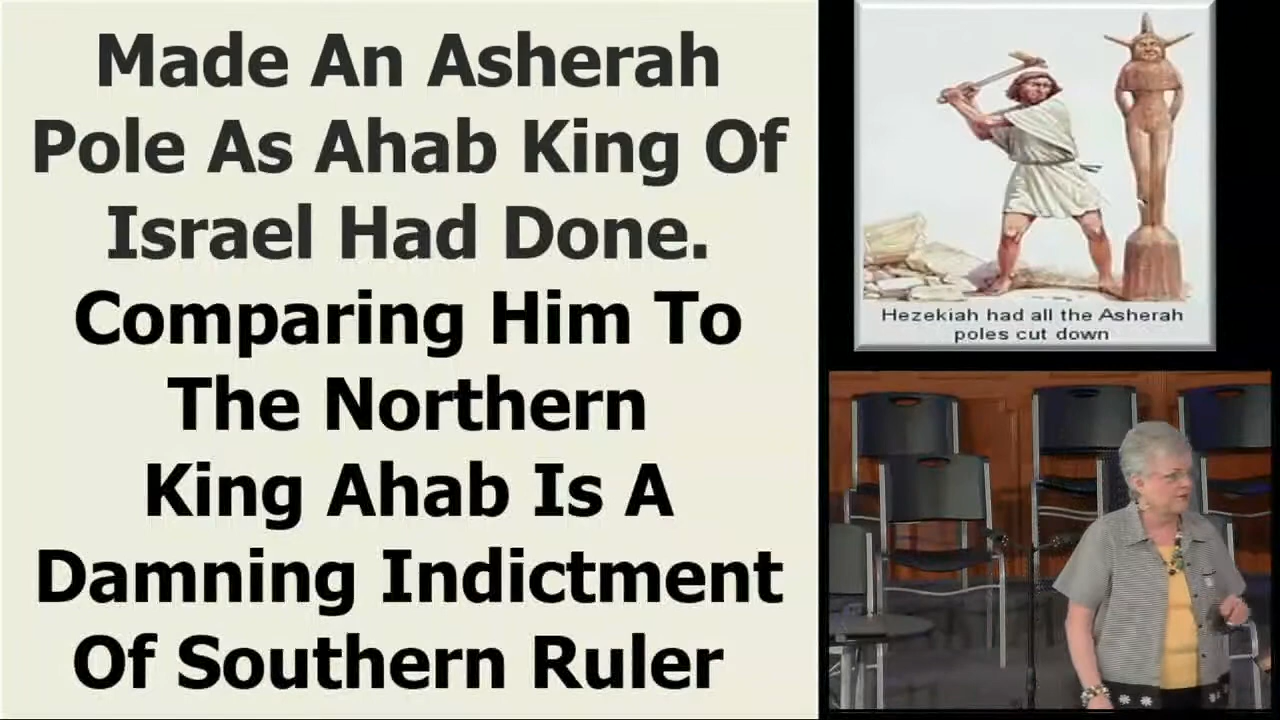 Made An Asherah
Pole As Ahab King Of
Israel Had Done.
Comparing Him To
The Northern
King Ahab Is A
Damning Indictment
Of Southern Ruler
Hezekiah had all the Asherah
poles cut down